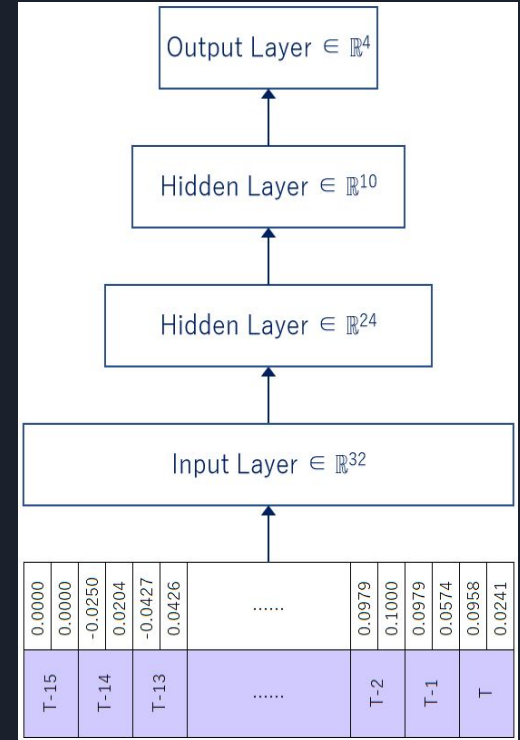 Output Layer ∈ ℝ⁴
Hidden Layer ∈ ℝ¹⁰
Hidden Layer ∈ ℝ²⁴
Input Layer ∈ ℝ³²
0.0000 0.0000 -0.0250 0.0204 -0.0427 0.0426 ...... 0.0979 0.1000 0.0979 0.0574 0.0958 0.0241
T-15 T-14 T-13 ...... T-2 T-1 T